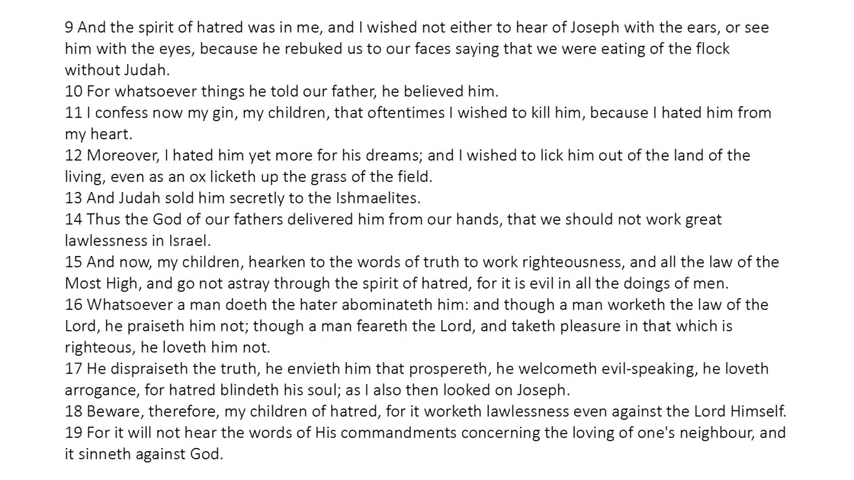 9 And the spirit of hatred was in me, and I wished not either to hear of Joseph with the ears, or see
him with the eyes, because he rebuked us to our faces saying that we were eating of the flock
without Judah.
10 For whatsoever things he told our father, he believed him.
11 I confess now my gin, my children, that oftentimes I wished to kill him, because I hated him from
my heart.
12 Moreover, I hated him yet more for his dreams; and I wished to lick him out of the land of the
living, even as an ox licketh up the grass of the field.
13 And Judah sold him secretly to the Ishmaelites.
14 Thus the God of our fathers delivered him from our hands, that we should not work great
lawlessness in Israel.
15 And now, my children, hearken to the words of truth to work righteousness, and all the law of the
Most High, and go not astray through the spirit of hatred, for it is evil in all the doings of men.
16 Whatsoever a man doeth the hater abominateth him: and though a man worketh the law of the
Lord, he praiseth him not; though a man feareth the Lord, and taketh pleasure in that which is
righteous, he loveth him not.
17 He dispraiseth the truth, he envieth him that prospereth, he welcometh evil-speaking, he loveth
arrogance, for hatred blindeth his soul; as I also then looked on Joseph.
18 Beware, therefore, my children of hatred, for it worketh lawlessness even against the Lord Himself.
19 For it will not hear the words of His commandments concerning the loving of one's neighbour, and
it sinneth against God.